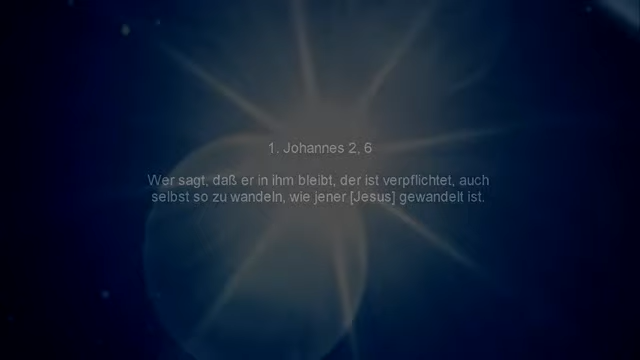 1. Johannes 2, 6
Wer sagt, daß er in ihm bleibt, der ist verpflichtet, auch
selbst so zu wandeln, wie jener [Jesus] gewandelt ist.